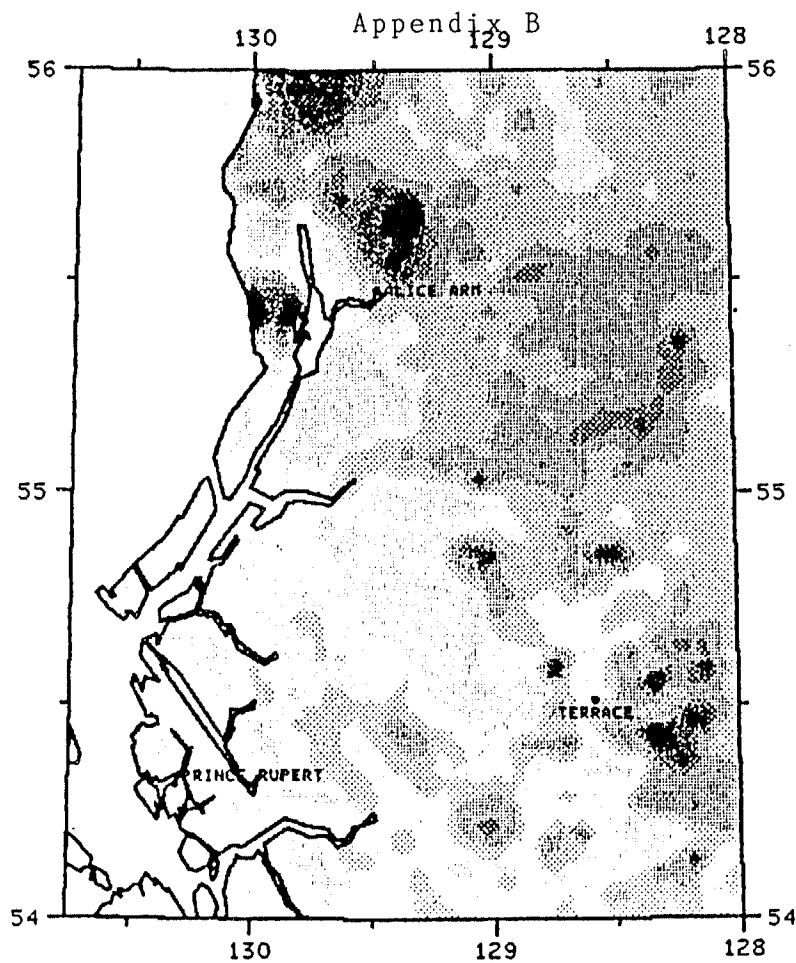 Appendix B
130 129 128
56 56
ALICE ARM
55 55
TERRACE
PRINCE RUPERT
54 54
130 129 128